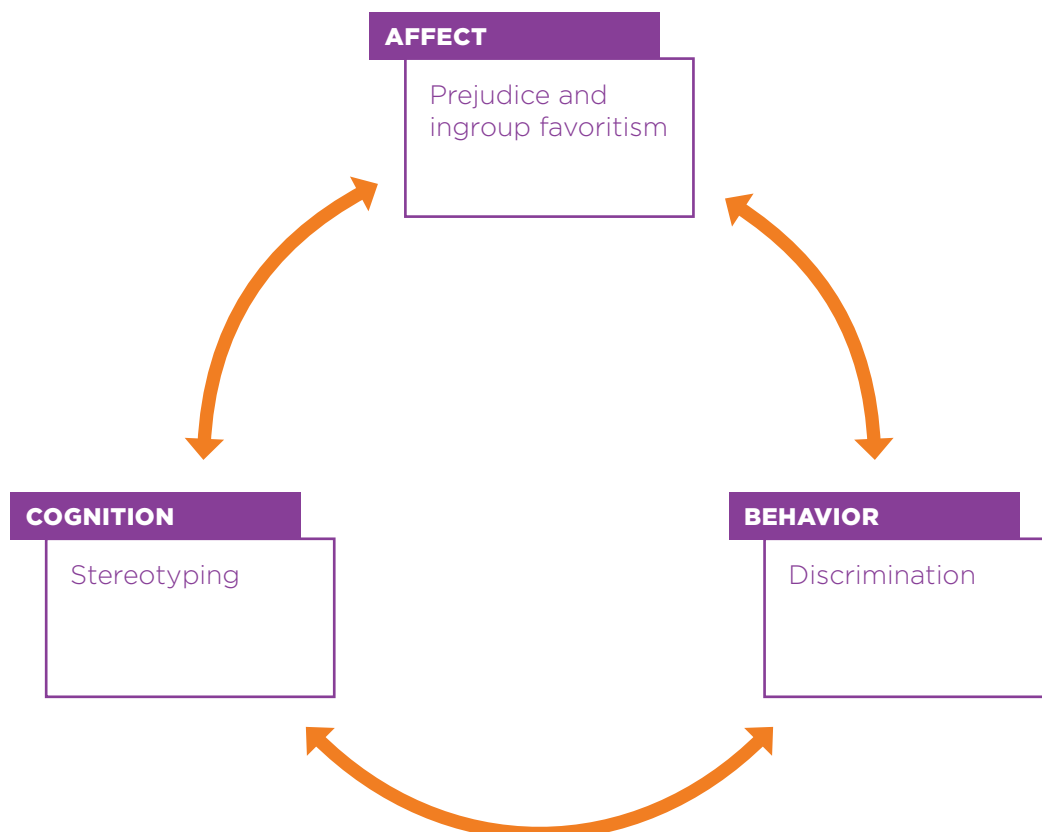 AFFECT
Prejudice and
ingroup favoritism
COGNITION
Stereotyping
BEHAVIOR
Discrimination